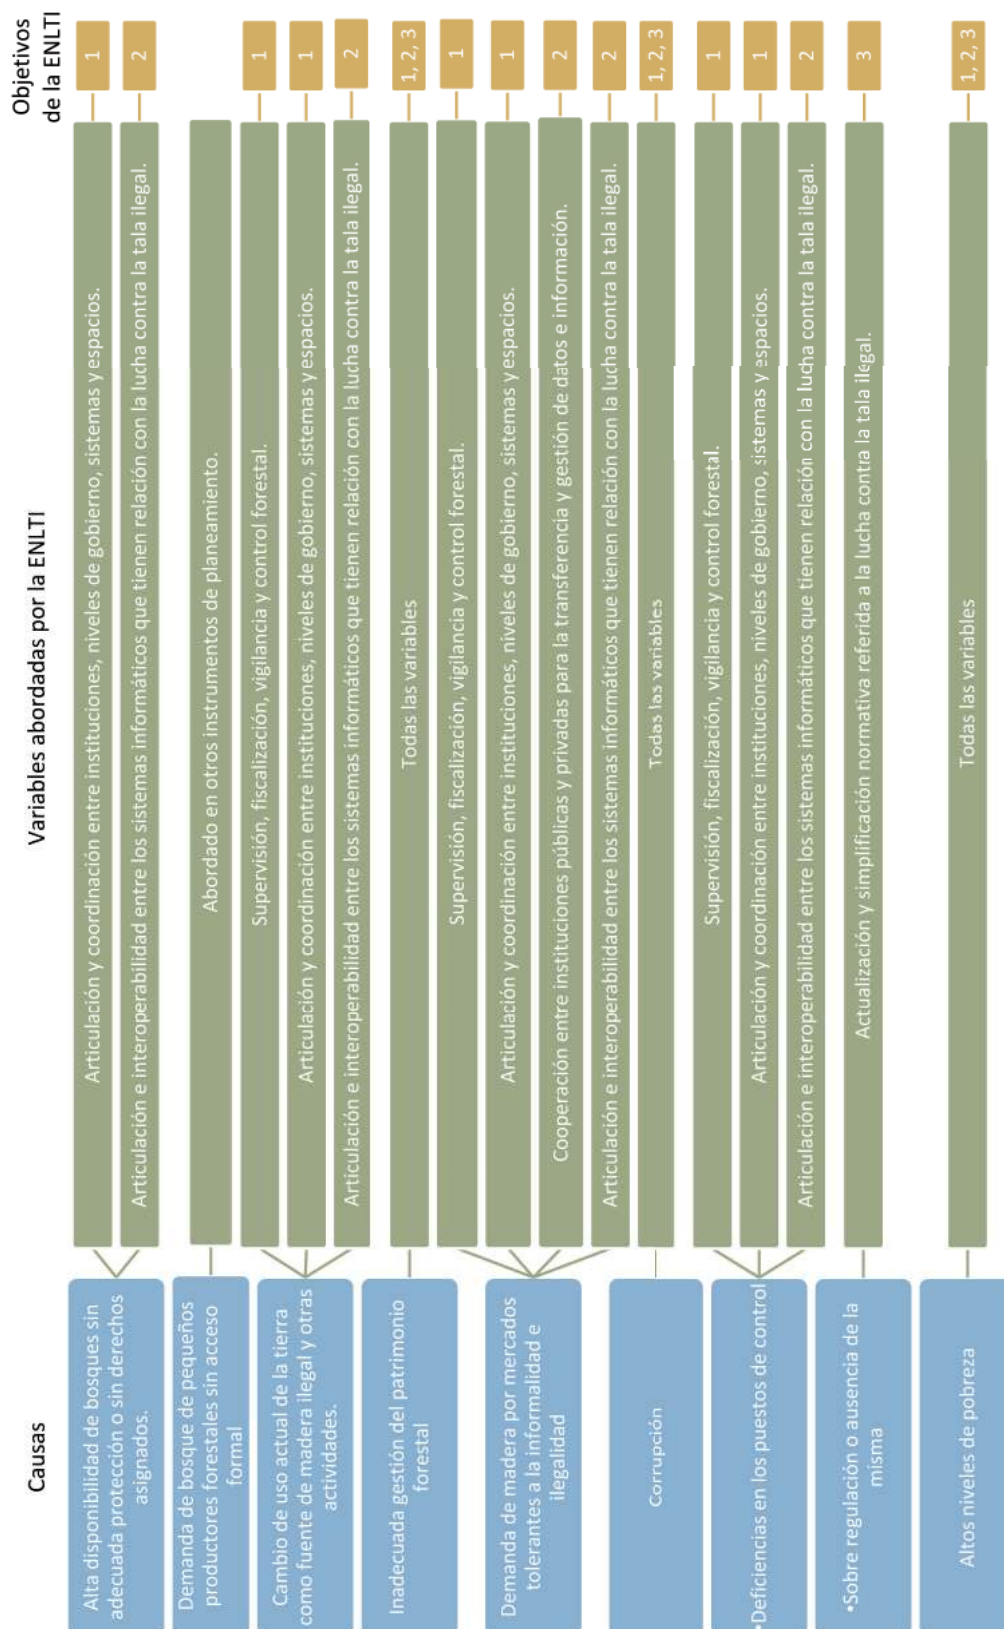 Causas
Variables abordadas por la ENLTI
Objetivos
de la ENLTI
Alta disponibilidad de bosques sin
adecuada protección o sin derechos
asignados.
Articulación y coordinación entre instituciones, niveles de gobierno, sistemas y espacios.
1
Articulación e interoperabilidad entre los sistemas informáticos que tienen relación con la lucha contra la tala ilegal.
2
Demanda de bosque de pequeños
productores forestales sin acceso
formal
Abordado en otros instrumentos de planeamiento.
Cambio de uso actual de la tierra
como fuente de madera ilegal y otras
actividades.
Supervisión, fiscalización, vigilancia y control forestal.
1
Articulación y coordinación entre instituciones, niveles de gobierno, sistemas y espacios.
1
Articulación e interoperabilidad entre los sistemas informáticos que tienen relación con la lucha contra la tala ilegal.
2
Inadecuada gestión del patrimonio
forestal
Todas las variables
1, 2, 3
Demanda de madera por mercados
tolerantes a la informalidad e
ilegalidad
Supervisión, fiscalización, vigilancia y control forestal.
1
Articulación y coordinación entre instituciones, niveles de gobierno, sistemas y espacios.
1
Cooperación entre instituciones públicas y privadas para la transferencia y gestión de datos e información.
2
Articulación e interoperabilidad entre los sistemas informáticos que tienen relación con la lucha contra la tala ilegal.
2
Corrupción
Todas las variables
1, 2, 3
•Deficiencias en los puestos de control
Supervisión, fiscalización, vigilancia y control forestal.
1
Articulación y coordinación entre instituciones, niveles de gobierno, sistemas y espacios.
1
Articulación e interoperabilidad entre los sistemas informáticos que tienen relación con la lucha contra la tala ilegal.
2
•Sobre regulación o ausencia de la
misma
Actualización y simplificación normativa referida a la lucha contra la tala ilegal.
3
Altos niveles de pobreza
Todas las variables
1, 2, 3